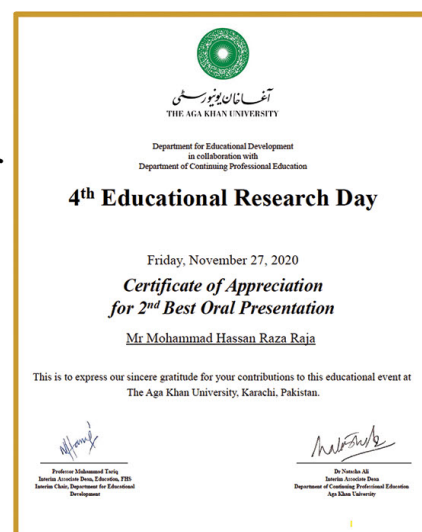 آغا خان یونیورسٹی
THE AGA KHAN UNIVERSITY
Department for Educational Development
in collaboration with
Department of Continuing Professional Education
4th Educational Research Day
Friday, November 27, 2020
Certificate of Appreciation
for 2nd Best Oral Presentation
Mr Mohammad Hassan Raza Raja
This is to express our sincere gratitude for your contributions to this educational event at
The Aga Khan University, Karachi, Pakistan.
Professor Muhammad Tariq
Interim Associate Dean, Education, FHS
Interim Chair, Department for Educational
Development
Dr Natasha Ali
Interim Associate Dean
Department of Continuing Professional Education
Aga Khan University